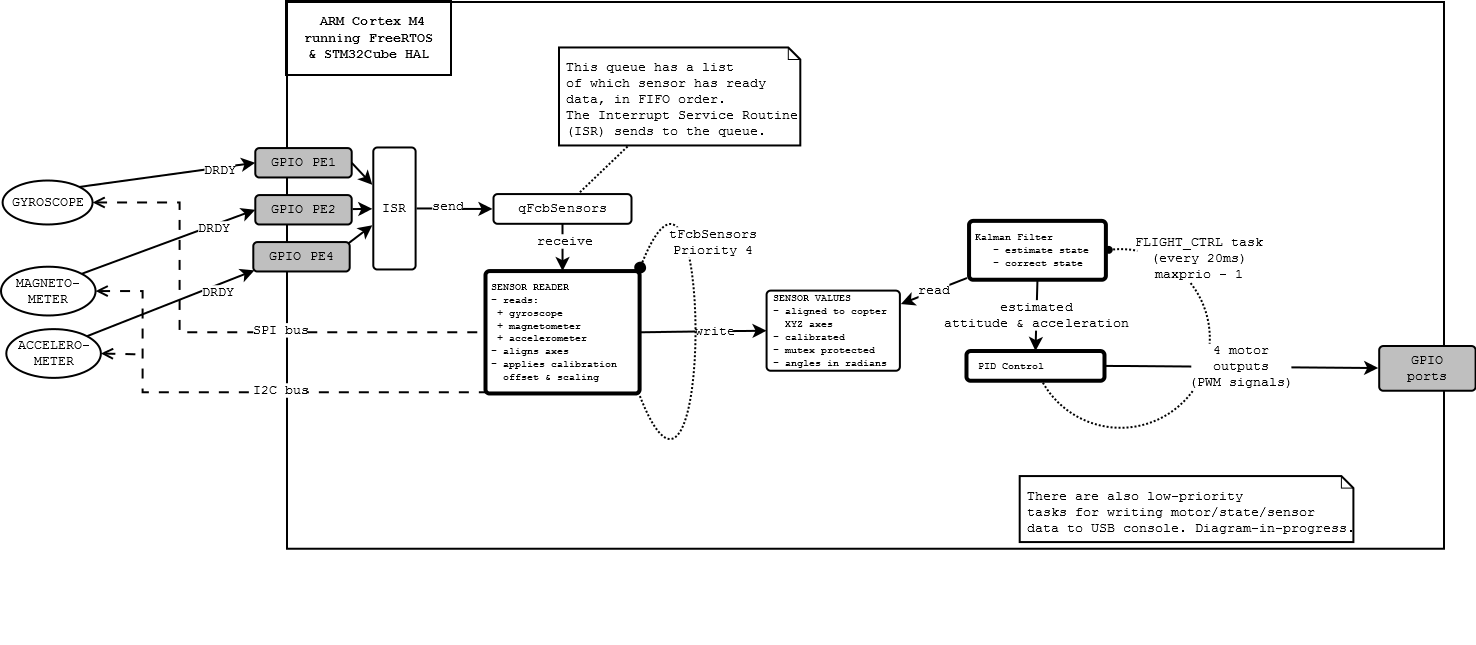 ARM Cortex M4
running FreeRTOS
& STM32Cube HAL
This queue has a list
of which sensor has ready
data, in FIFO order.
The Interrupt Service Routine
(ISR) sends to the queue.
GYROSCOPE
MAGNETO-
METER
ACCELERO-
METER
DRDY
DRDY
DRDY
GPIO PE1
GPIO PE2
GPIO PE4
ISR
send
qFcbSensors
receive
tFcbSensors
Priority 4
SPI bus
I2C bus
SENSOR READER
- reads:
+ gyroscope
+ magnetometer
+ accelerometer
- aligns axes
- applies calibration
offset & scaling
write
SENSOR VALUES
- aligned to copter
XYZ axes
- calibrated
- mutex protected
- angles in radians
read
Kalman Filter
- estimate state
- correct state
FLIGHT_CTRL task
(every 20ms)
maxprio - 1
estimated
attitude & acceleration
PID Control
4 motor
outputs
(PWM signals)
GPIO
ports
There are also low-priority
tasks for writing motor/state/sensor
data to USB console. Diagram-in-progress.